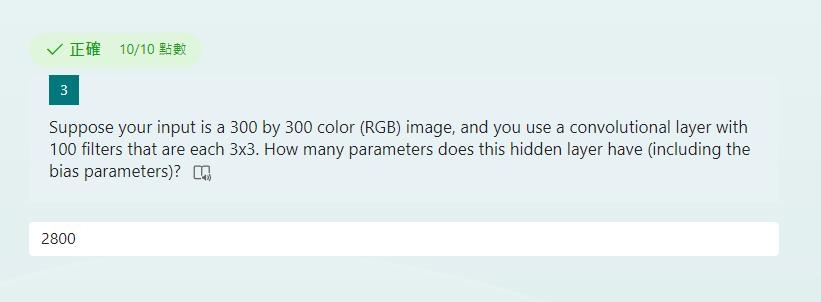 正確 10/10 點數
3
Suppose your input is a 300 by 300 color (RGB) image, and you use a convolutional layer with
100 filters that are each 3x3. How many parameters does this hidden layer have (including the
bias parameters)?
2800